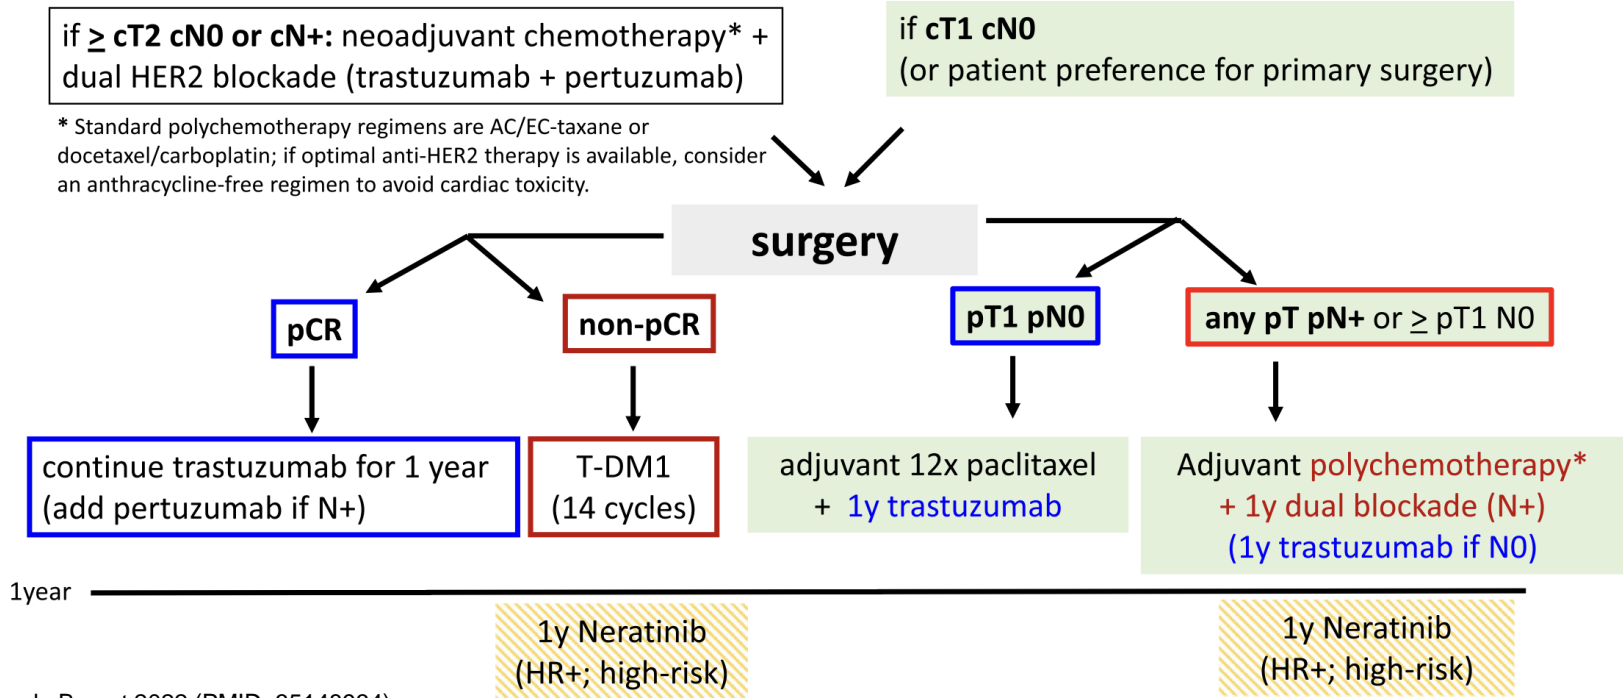 if ≥ cT2 cN0 or cN+: neoadjuvant chemotherapy* +
dual HER2 blockade (trastuzumab + pertuzumab)
if cT1 cN0
(or patient preference for primary surgery)
* Standard polychemotherapy regimens are AC/EC-taxane or
docetaxel/carboplatin; if optimal anti-HER2 therapy is available, consider
an anthracycline-free regimen to avoid cardiac toxicity.
surgery
pCR
non-pCR
pT1 pN0
any pT pN+ or ≥ pT1 N0
continue trastuzumab for 1 year
(add pertuzumab if N+)
T-DM1
(14 cycles)
adjuvant 12x paclitaxel
+ 1y trastuzumab
Adjuvant polychemotherapy*
+ 1y dual blockade (N+)
(1y trastuzumab if N0)
1year
1y Neratinib
(HR+; high-risk)
1y Neratinib
(HR+; high-risk)